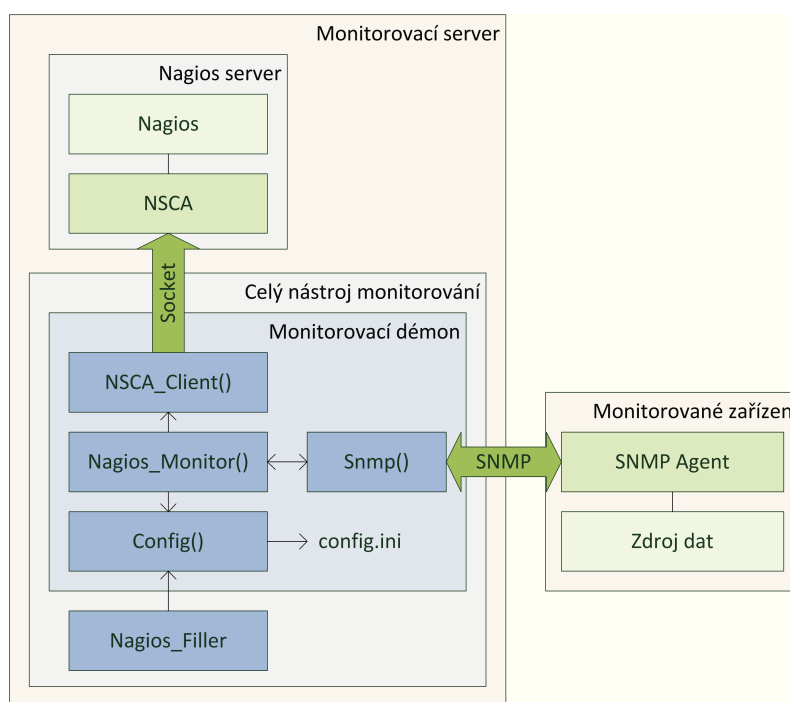 Monitorovací server
Nagios server
Nagios
NSCA
Socket
Celý nástroj monitorování
Monitorovací démon
NSCA_Client()
Nagios_Monitor()
Snmp()
SNMP
Monitorované zařízen
SNMP Agent
Config()
config.ini
Zdroj dat
Nagios_Filler